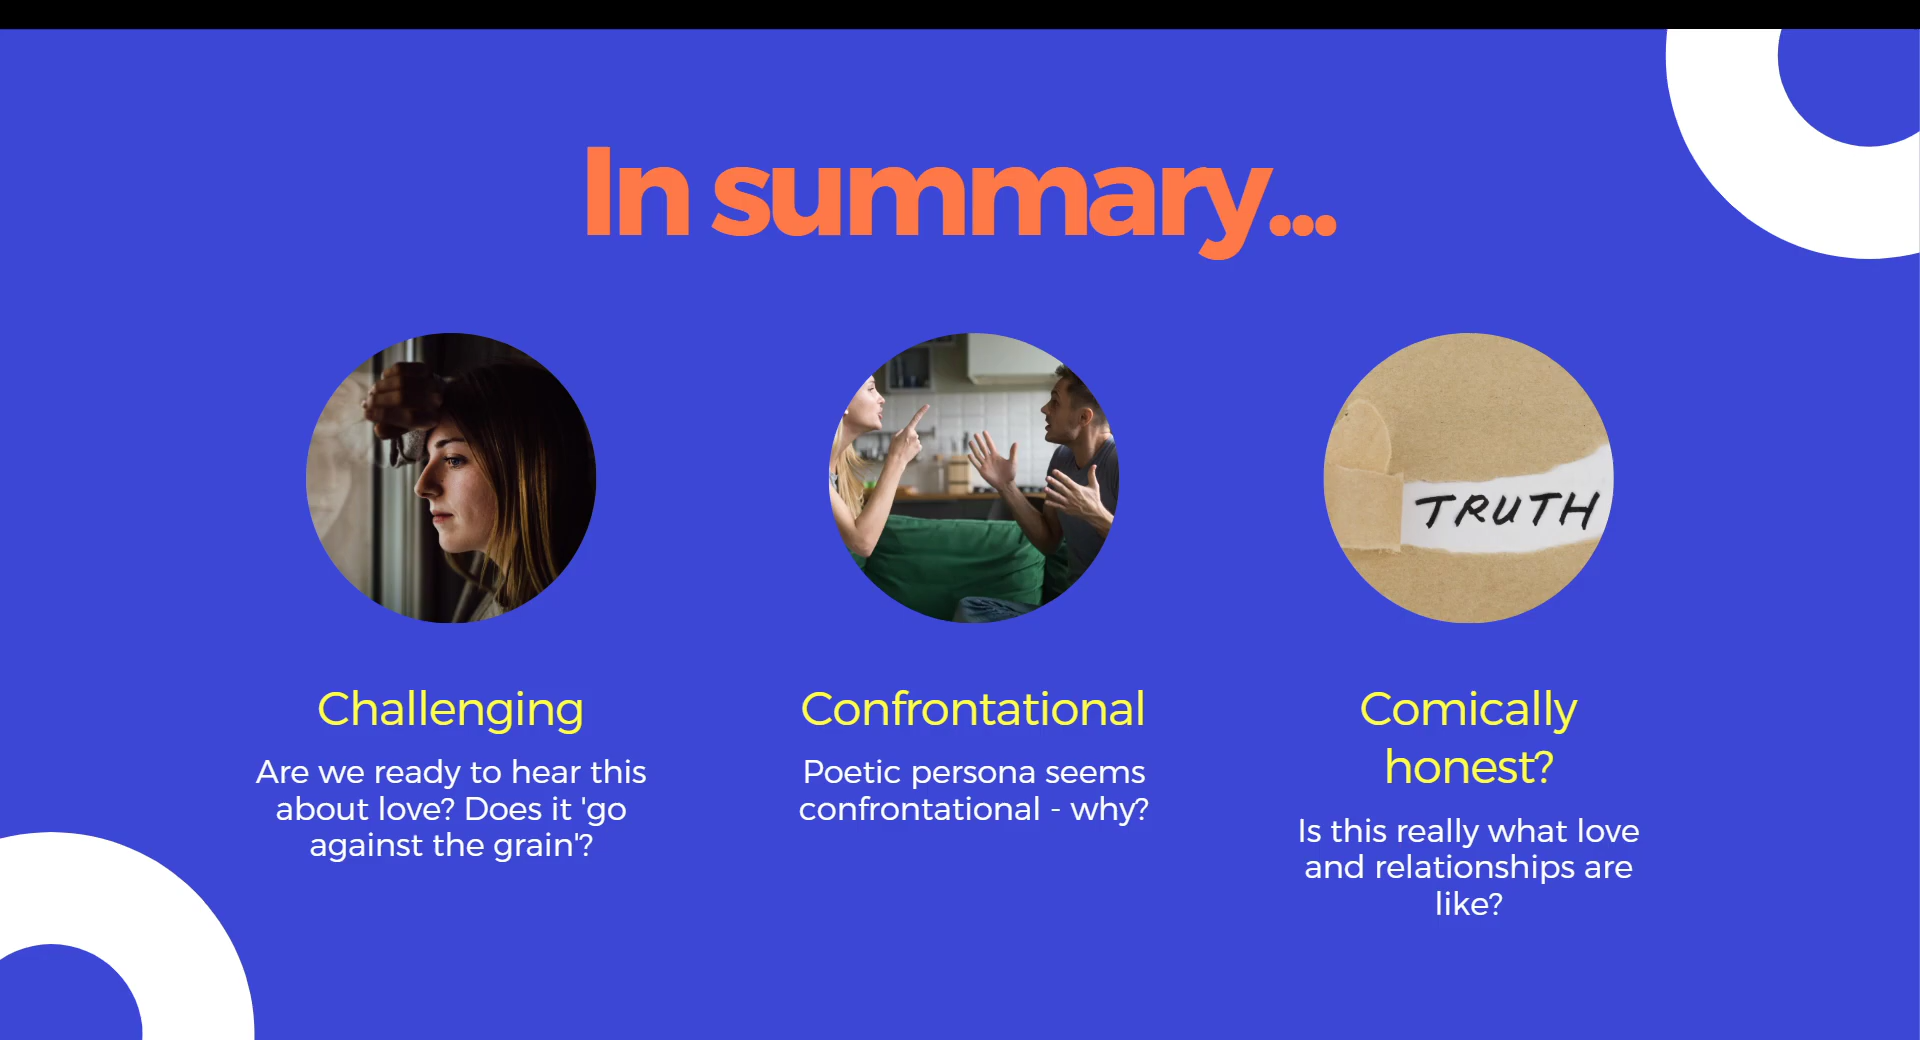 In summary...
TRUTH
Challenging
Are we ready to hear this
about love? Does it 'go
against the grain'?
Confrontational
Poetic persona seems
confrontational - why?
Comically
honest?
Is this really what love
and relationships are
like?